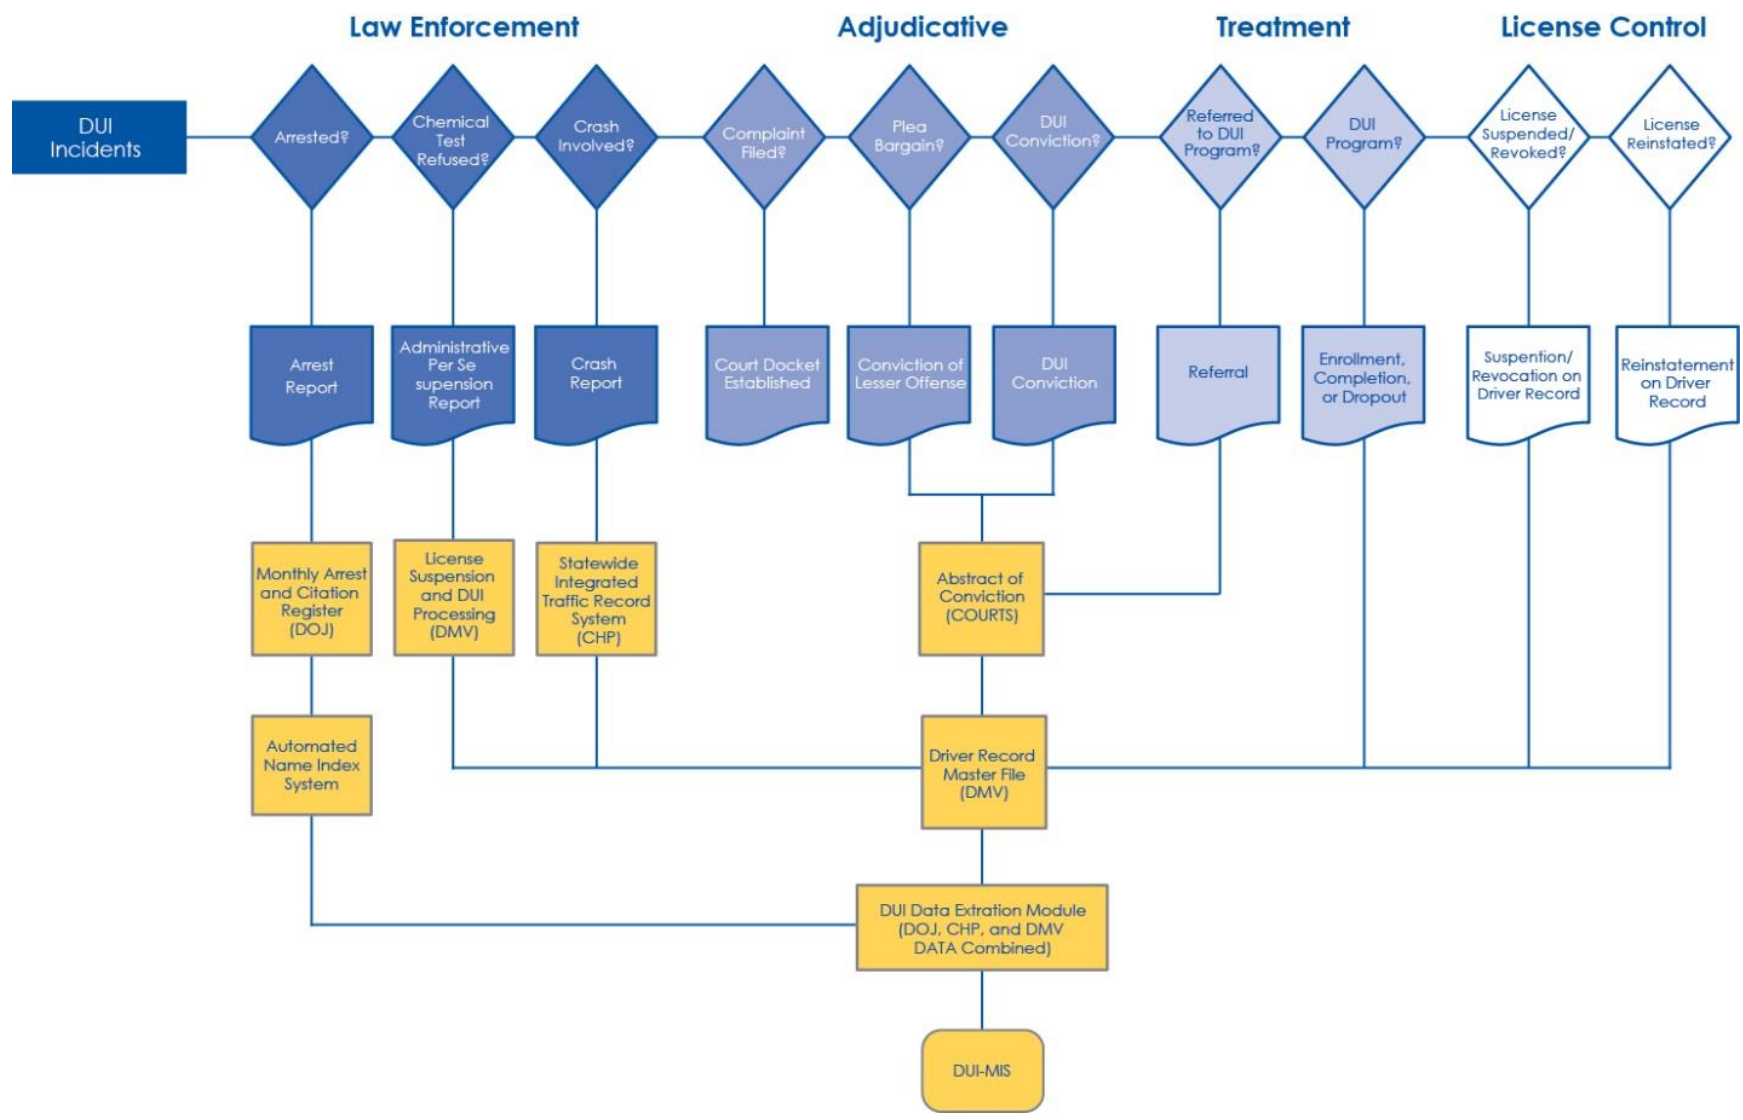 Law Enforcement
Adjudicative
Treatment
License Control
DUI
Incidents
Arrested?
Chemical
Test
Refused?
Crash
Involved?
Complaint
Filed?
Plea
Bargain?
DUI
Conviction?
Referred
to DUI
Program?
DUI
Program?
License
Suspended/
Revoked?
License
Reinstated?
Arrest
Report
Administrative
Per Se
supension
Report
Crash
Report
Court Docket
Established
Conviction of
Lesser Offense
DUI
Conviction
Referral
Enrollment,
Completion,
or Dropout
Suspention/
Revocation on
Driver Record
Reinstatement
on Driver
Record
Monthly Arrest
and Citation
Register
(DOJ)
License
Suspension
and DUI
Processing
(DMV)
Statewide
Integrated
Traffic Record
System
(CHP)
Abstract of
Conviction
(COURTS)
Automated
Name Index
System
Driver Record
Master File
(DMV)
DUI Data Extration Module
(DOJ, CHP, and DMV
DATA Combined)
DUI-MIS